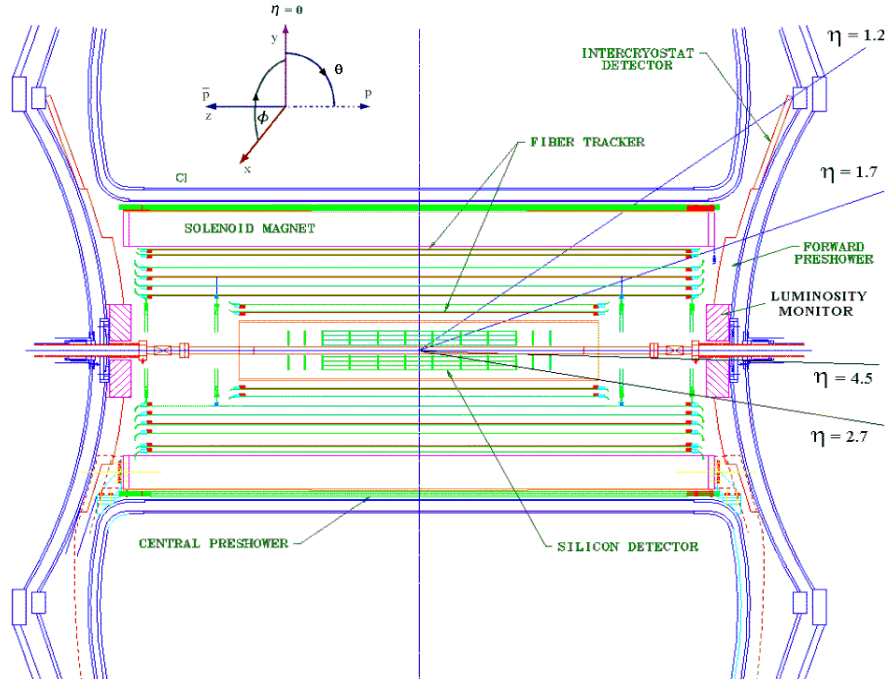 η = 0
y
θ
p̅
z
p
ϕ
x
η = 1.2
INTERCRYOSTAT
DETECTOR
FIBER TRACKER
CI
η = 1.7
SOLENOID MAGNET
FORWARD
PRESHOWER
LUMINOSITY
MONITOR
η = 4.5
η = 2.7
CENTRAL PRESHOWER
SILICON DETECTOR